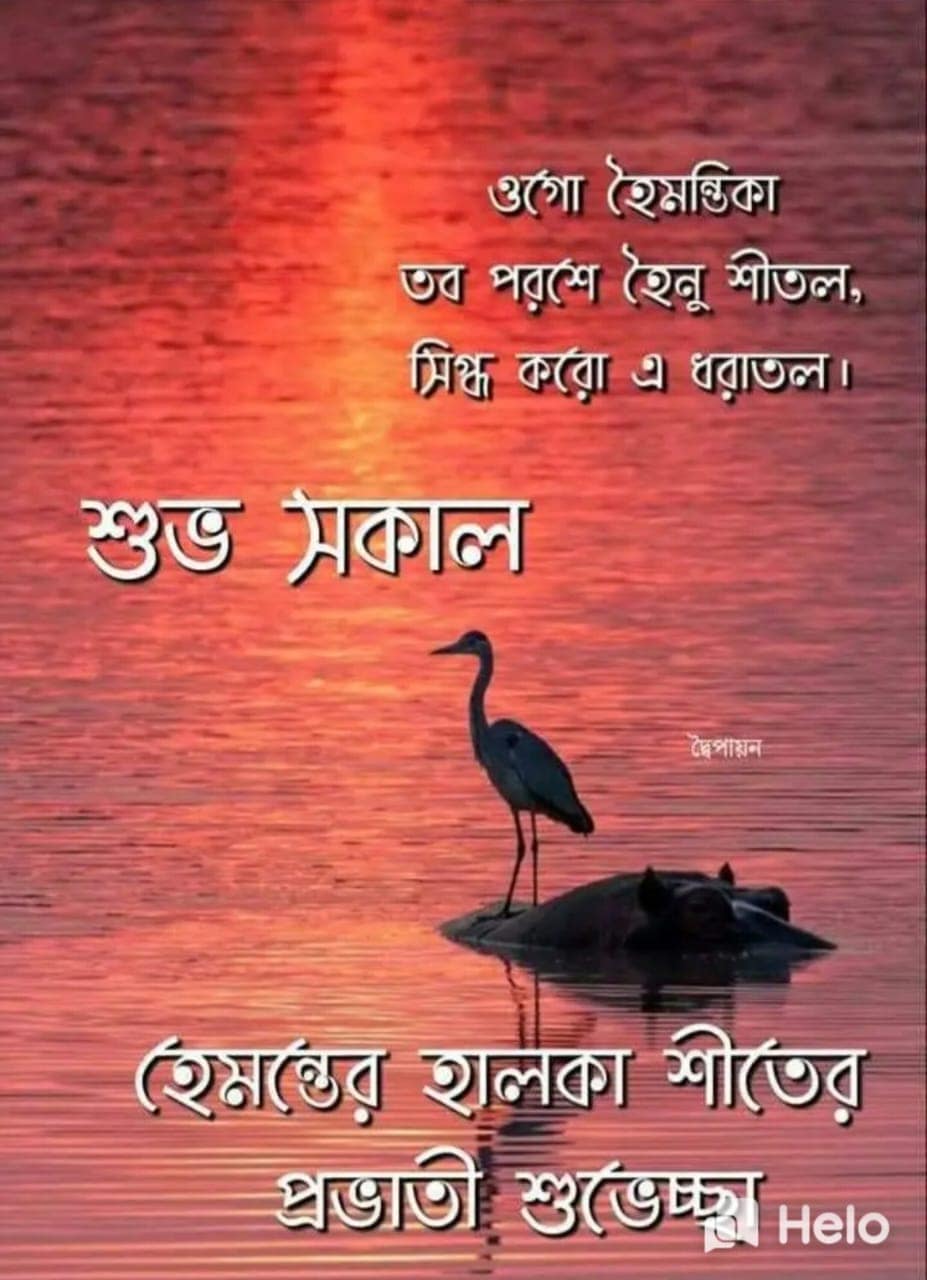 ওগো হৈমন্তিকা
তব পরশে হৈনু শীতল,
সিগ্ধ করো এ ধরাতল।
শুভ সকাল
দ্বৈপায়ন
হেমন্তের হালকা শীতের
প্রভাতী শুভেচ্ছা
Helo